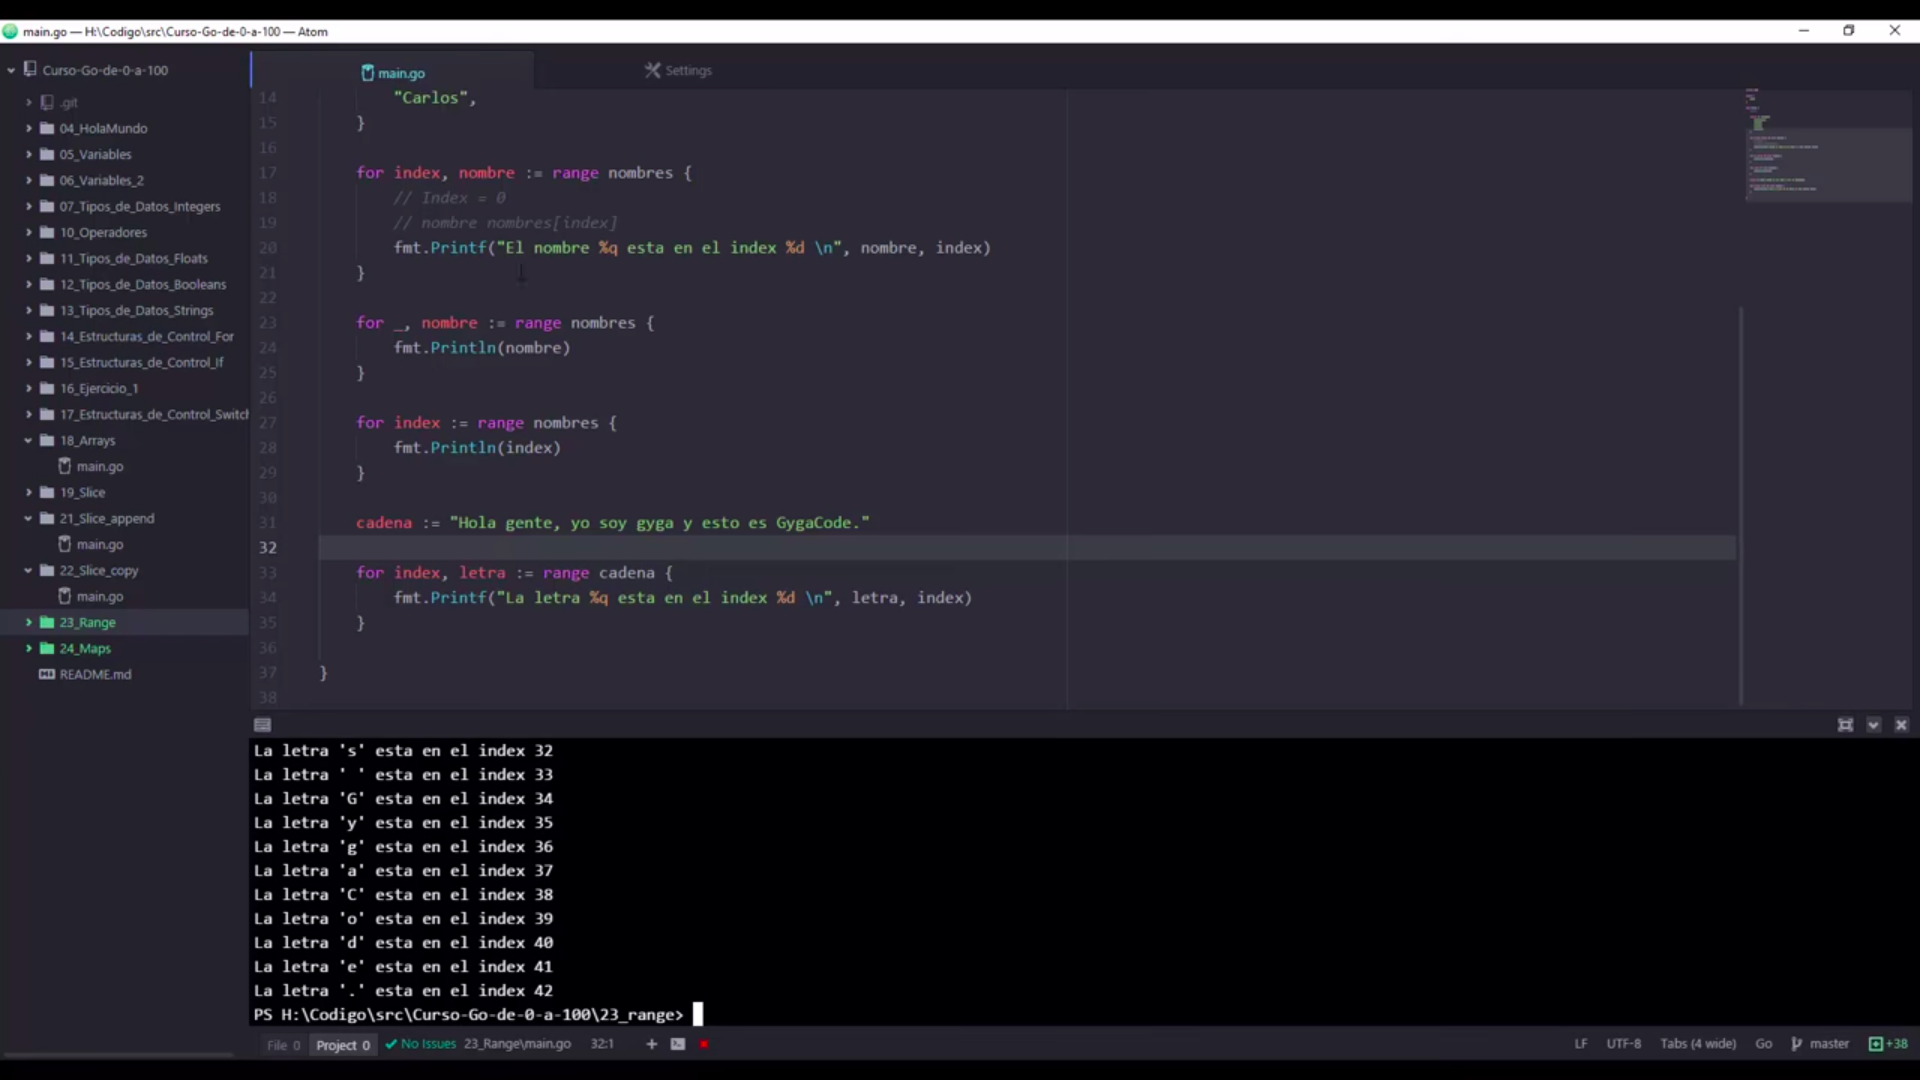 main.go — H:\Codigo\src\Curso-Go-de-0-a-100 — Atom
Curso-Go-de-0-a-100
.git
04_HolaMundo
05_Variables
06_Variables_2
07_Tipos_de_Datos_Integers
10_Operadores
11_Tipos_de_Datos_Floats
12_Tipos_de_Datos_Booleans
13_Tipos_de_Datos_Strings
14_Estructuras_de_Control_For
15_Estructuras_de_Control_If
16_Ejercicio_1
17_Estructuras_de_Control_Switch
18_Arrays
main.go
19_Slice
21_Slice_append
main.go
22_Slice_copy
main.go
23_Range
24_Maps
README.md
main.go
Settings
14 "Carlos",
15 }
16
17 for index, nombre := range nombres {
18 // Index = 0
19 // nombre nombres[index]
20 fmt.Printf("El nombre %q esta en el index %d \n", nombre, index)
21 }
22
23 for _, nombre := range nombres {
24 fmt.Println(nombre)
25 }
26
27 for index := range nombres {
28 fmt.Println(index)
29 }
30
31 cadena := "Hola gente, yo soy gyga y esto es GygaCode."
32
33 for index, letra := range cadena {
34 fmt.Printf("La letra %q esta en el index %d \n", letra, index)
35 }
36
37 }
38
La letra 's' esta en el index 32
La letra ' ' esta en el index 33
La letra 'G' esta en el index 34
La letra 'y' esta en el index 35
La letra 'g' esta en el index 36
La letra 'a' esta en el index 37
La letra 'C' esta en el index 38
La letra 'o' esta en el index 39
La letra 'd' esta en el index 40
La letra 'e' esta en el index 41
La letra '.' esta en el index 42
PS H:\Codigo\src\Curso-Go-de-0-a-100\23_range>
File 0 Project 0 No Issues 23_Range\main.go 32:1 LF UTF-8 Tabs (4 wide) Go master +38